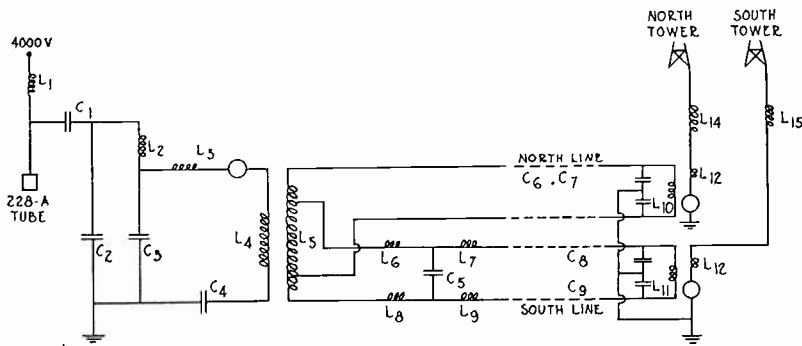 NORTH
TOWER
SOUTH
TOWER
4000 V
L1
C1
L2
L3
228-A
TUBE
C2
C3
C4
L4
L5
NORTH LINE
C6 . C7
L10
L14
L12
L15
L6
L7
C5
C8
L8
L9
C9
L11
L12
SOUTH LINE